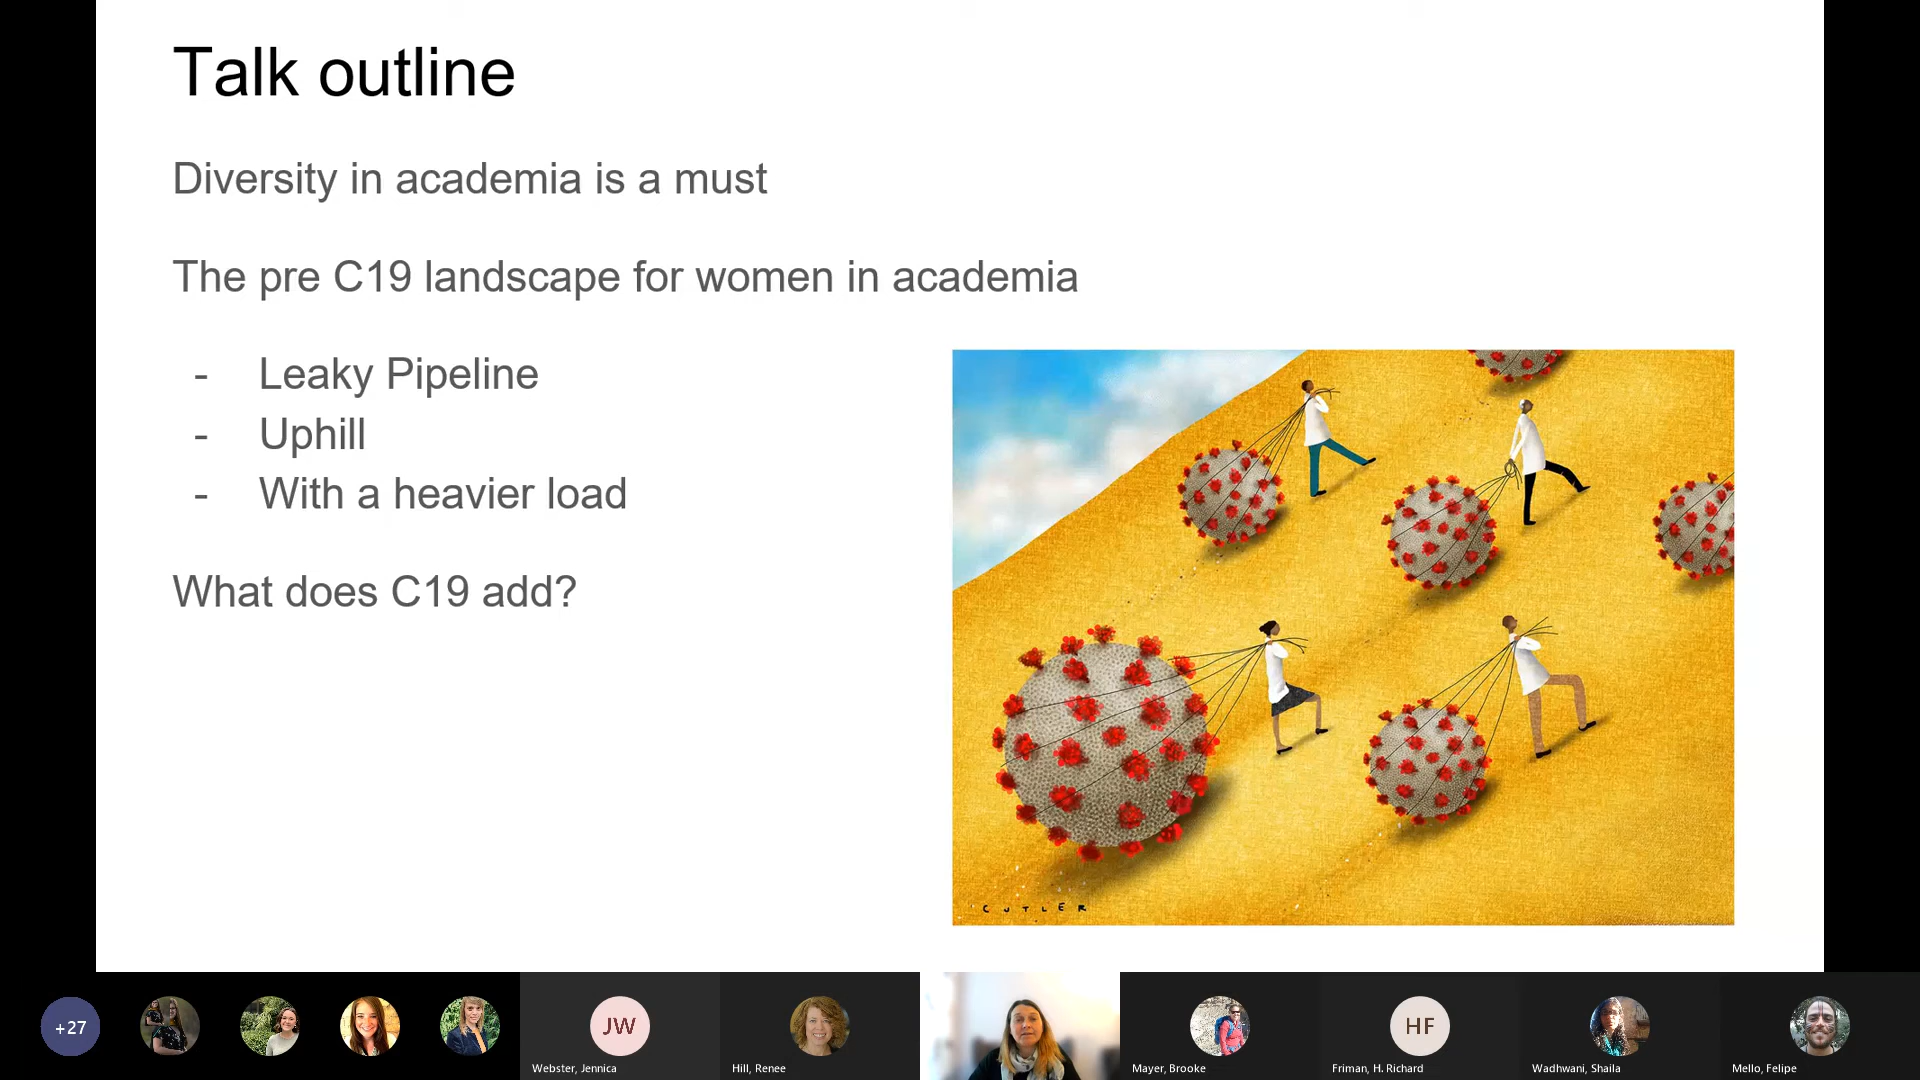 Talk outline
Diversity in academia is a must
The pre C19 landscape for women in academia
- Leaky Pipeline
- Uphill
- With a heavier load
What does C19 add?
CUTLER
+27
JW
Webster, Jennica
Hill, Renee
Mayer, Brooke
HF
Friman, H. Richard
Wadhwani, Shaila
Mello, Felipe